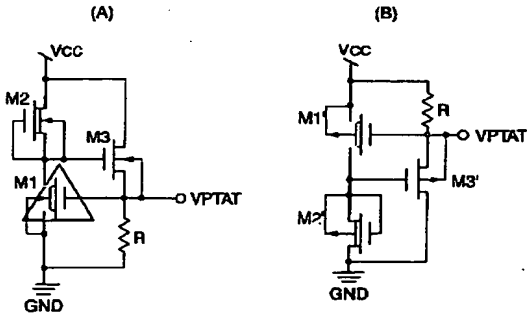 (A)
(B)
VCC
VCC
M2
M3
M1'
R
VPTAT
M1
VPTAT
M3'
R
M2'
GND
GND